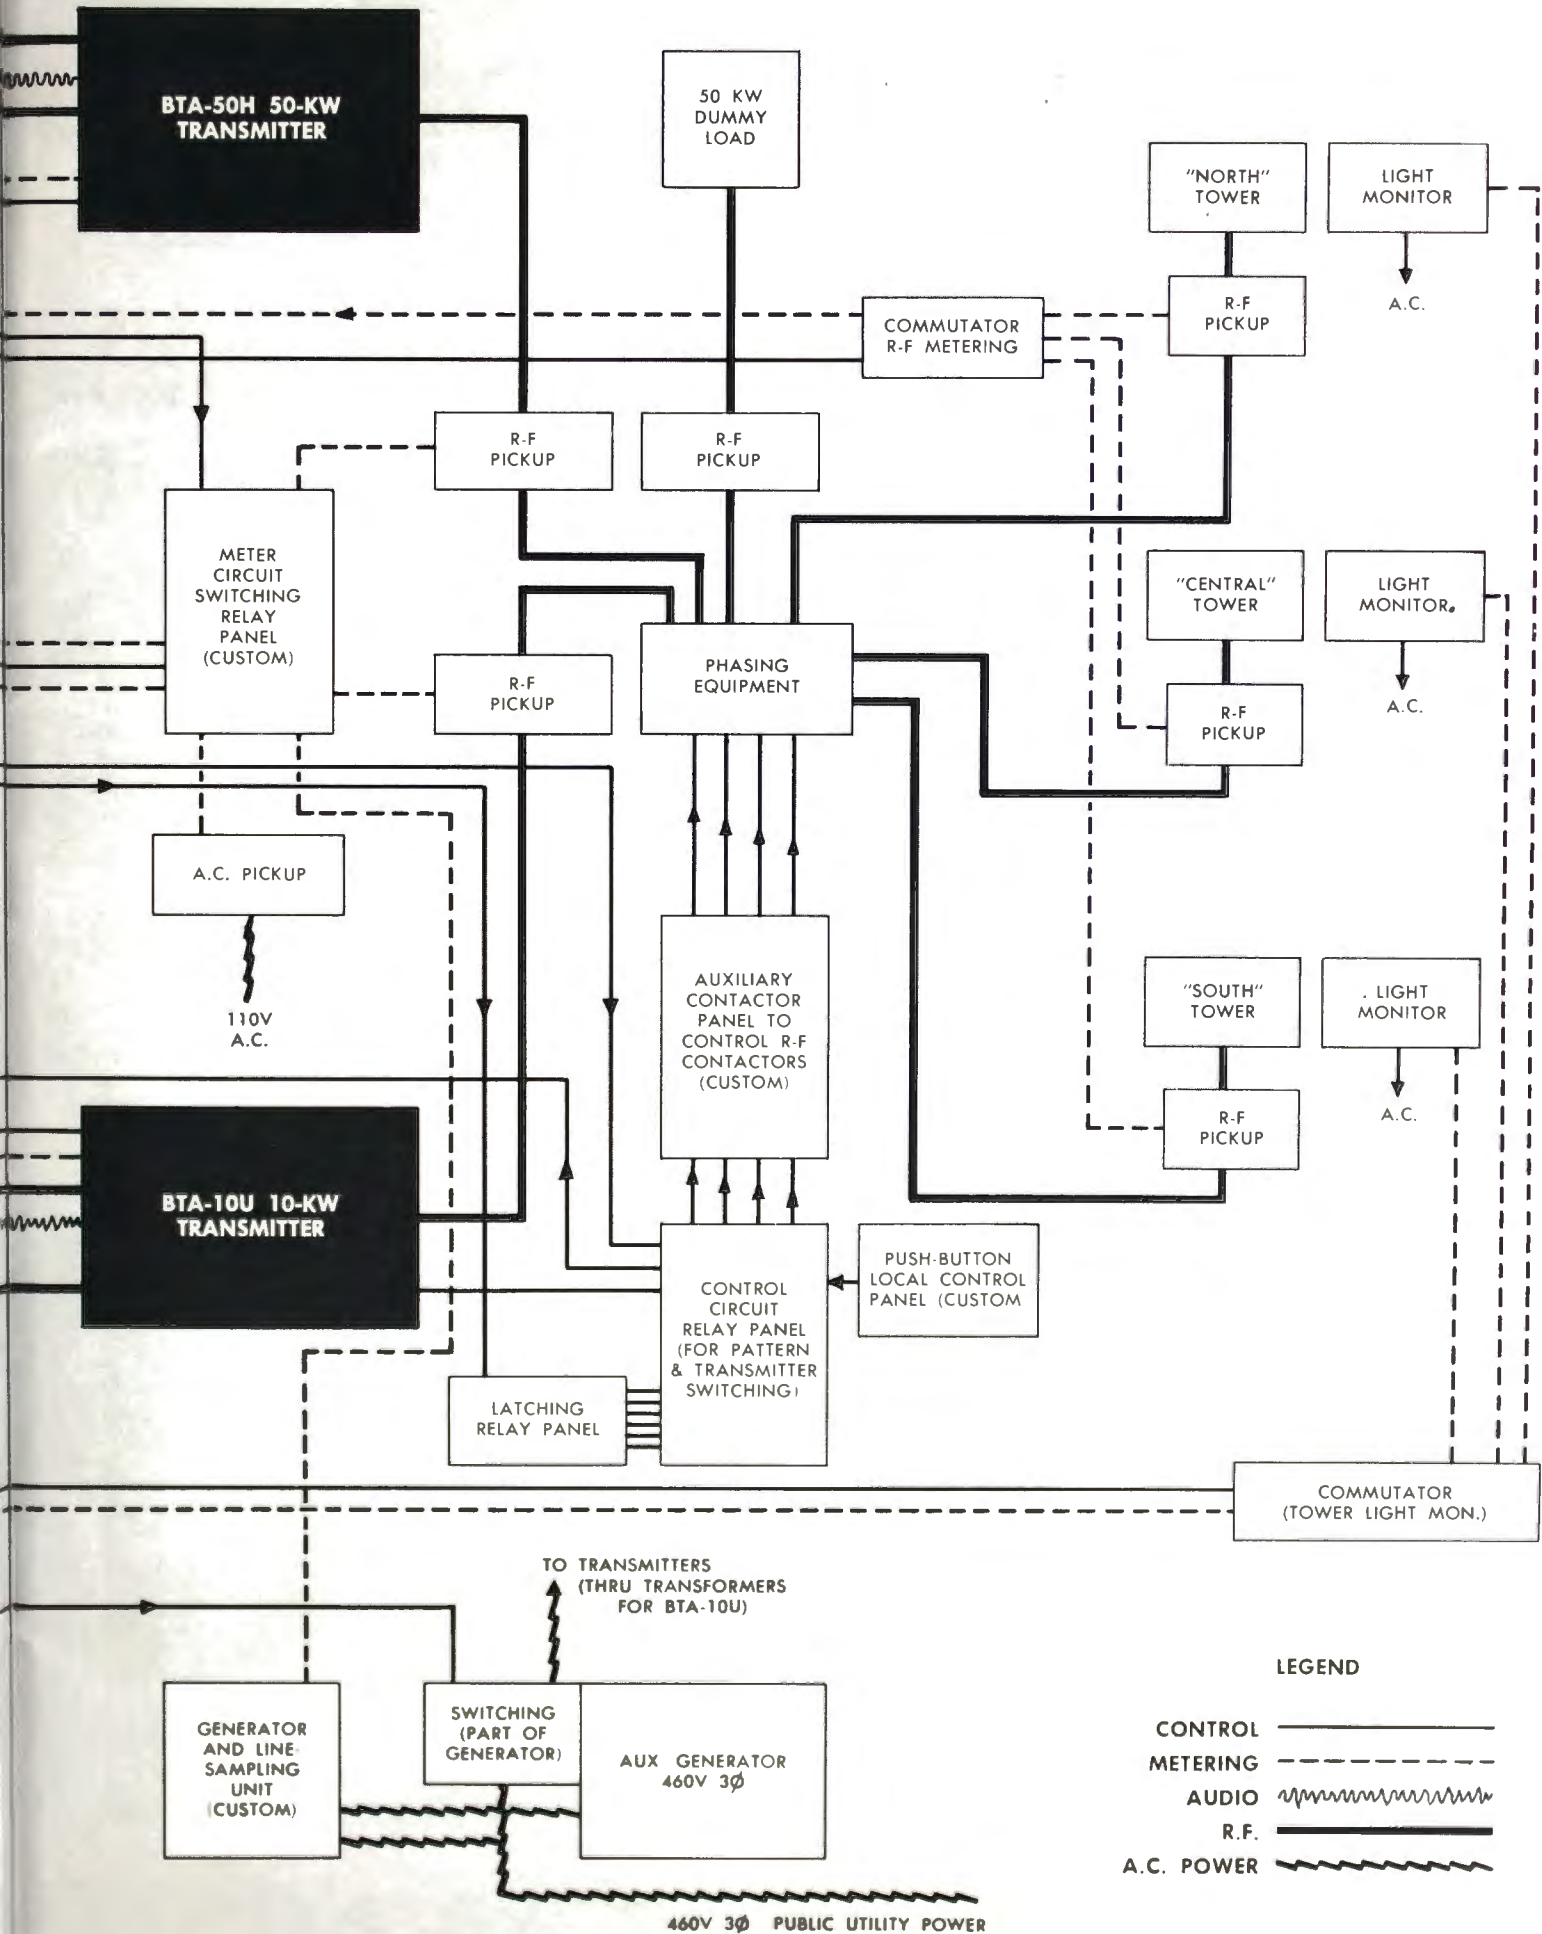 BTA-50H 50-KW
TRANSMITTER
50 KW
DUMMY
LOAD
"NORTH"
TOWER
LIGHT
MONITOR
A.C.
R-F
PICKUP
COMMUTATOR
R-F METERING
R-F
PICKUP
R-F
PICKUP
METER
CIRCUIT
SWITCHING
RELAY
PANEL
(CUSTOM)
"CENTRAL"
TOWER
LIGHT
MONITOR
A.C.
R-F
PICKUP
PHASING
EQUIPMENT
R-F
PICKUP
A.C. PICKUP
110V
A.C.
AUXILIARY
CONTACTOR
PANEL TO
CONTROL R-F
CONTACTORS
(CUSTOM)
"SOUTH"
TOWER
LIGHT
MONITOR
A.C.
R-F
PICKUP
BTA-10U 10-KW
TRANSMITTER
CONTROL
CIRCUIT
RELAY PANEL
(FOR PATTERN
& TRANSMITTER
SWITCHING)
PUSH-BUTTON
LOCAL CONTROL
PANEL (CUSTOM
LATCHING
RELAY PANEL
COMMUTATOR
(TOWER LIGHT MON.)
TO TRANSMITTERS
(THRU TRANSFORMERS
FOR BTA-10U)
GENERATOR
AND LINE-
SAMPLING
UNIT
(CUSTOM)
SWITCHING
(PART OF
GENERATOR)
AUX GENERATOR
460V 3Ø
460V 3Ø PUBLIC UTILITY POWER
LEGEND
CONTROL
METERING
AUDIO
R.F.
A.C. POWER